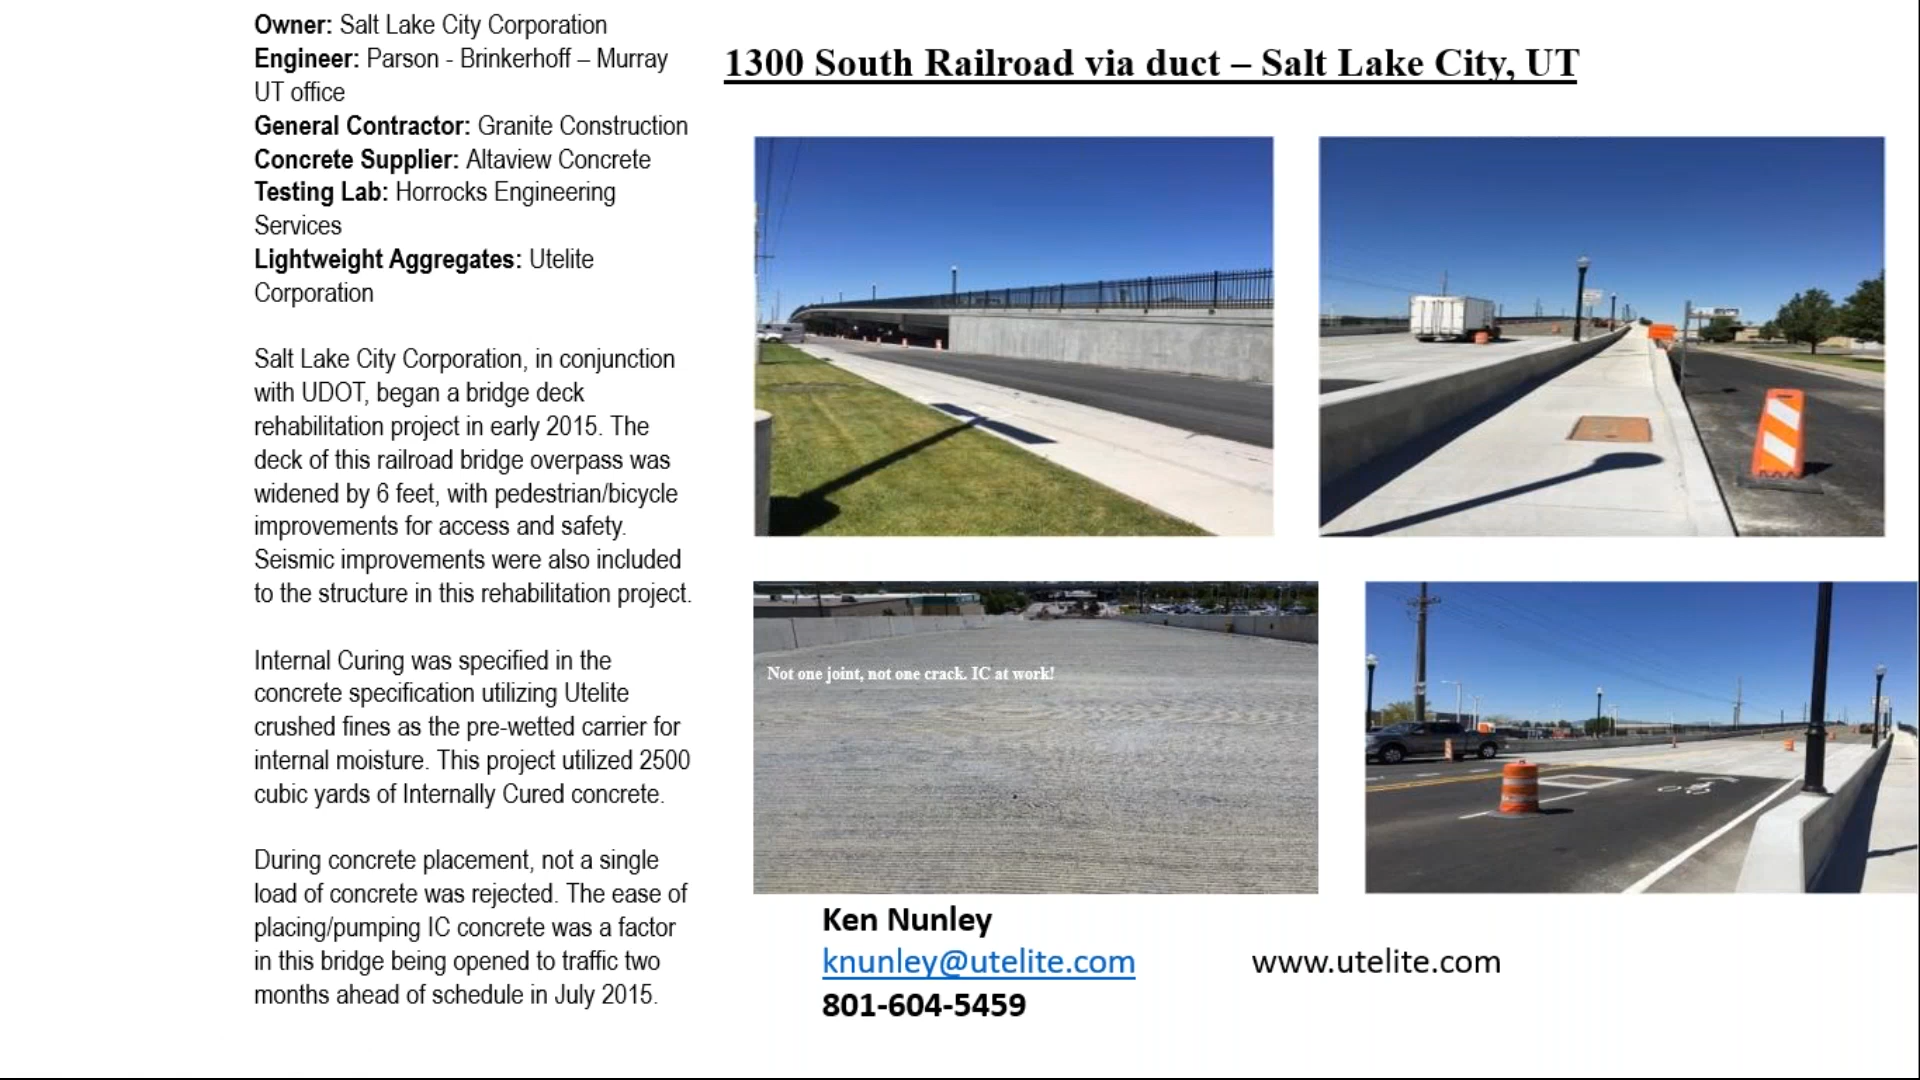 Owner: Salt Lake City Corporation
Engineer: Parson - Brinkerhoff – Murray
UT office
General Contractor: Granite Construction
Concrete Supplier: Altaview Concrete
Testing Lab: Horrocks Engineering
Services
Lightweight Aggregates: Utelite
Corporation
Salt Lake City Corporation, in conjunction
with UDOT, began a bridge deck
rehabilitation project in early 2015. The
deck of this railroad bridge overpass was
widened by 6 feet, with pedestrian/bicycle
improvements for access and safety.
Seismic improvements were also included
to the structure in this rehabilitation project.
Internal Curing was specified in the
concrete specification utilizing Utelite
crushed fines as the pre-wetted carrier for
internal moisture. This project utilized 2500
cubic yards of Internally Cured concrete.
During concrete placement, not a single
load of concrete was rejected. The ease of
placing/pumping IC concrete was a factor
in this bridge being opened to traffic two
months ahead of schedule in July 2015.
1300 South Railroad via duct – Salt Lake City, UT
Not one joint, not one crack. IC at work!
Ken Nunley
knunley@utelite.com
801-604-5459
www.utelite.com